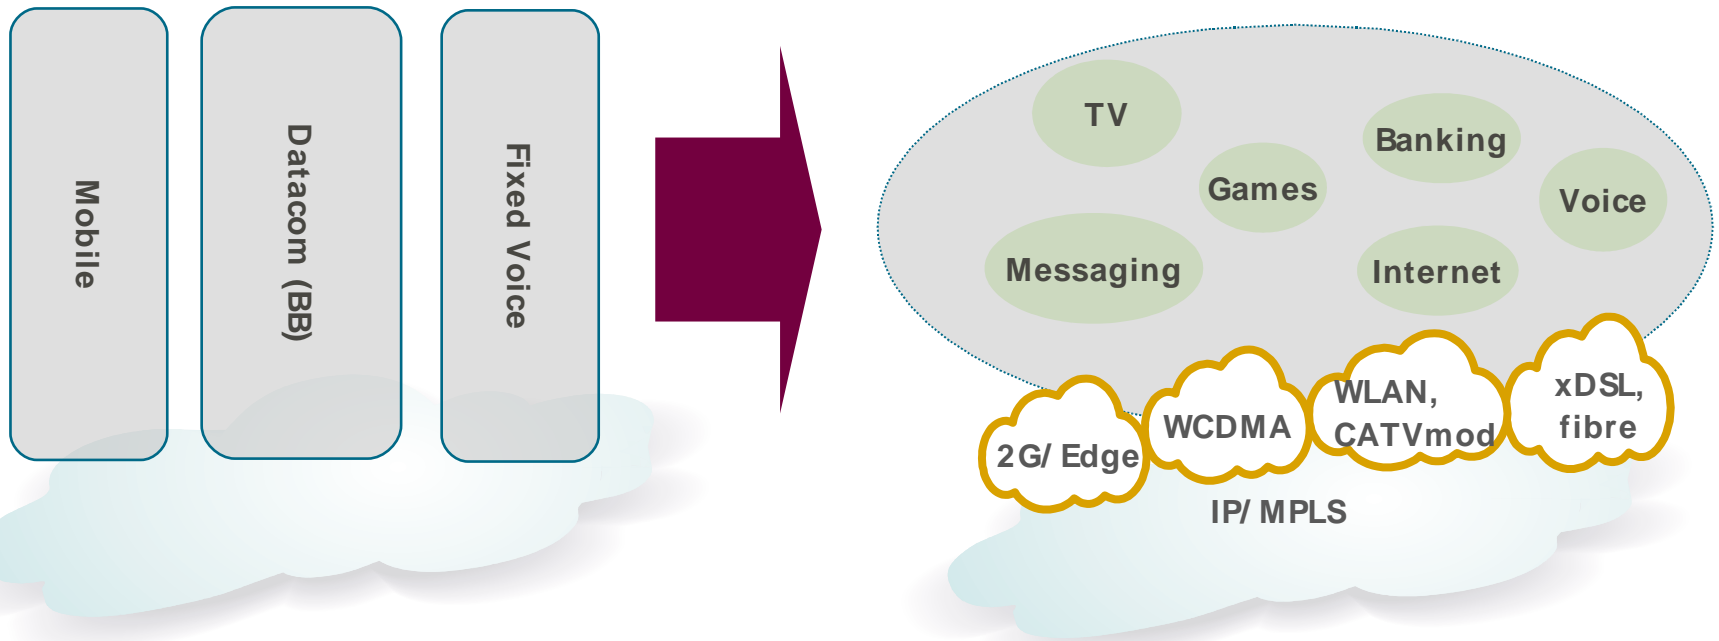 Mobile
Datacom (BB)
Fixed Voice
TV
Banking
Games
Voice
Messaging
Internet
2G/ Edge
WCDMA
WLAN,
CATVmod
xDSL,
fibre
IP/ MPLS